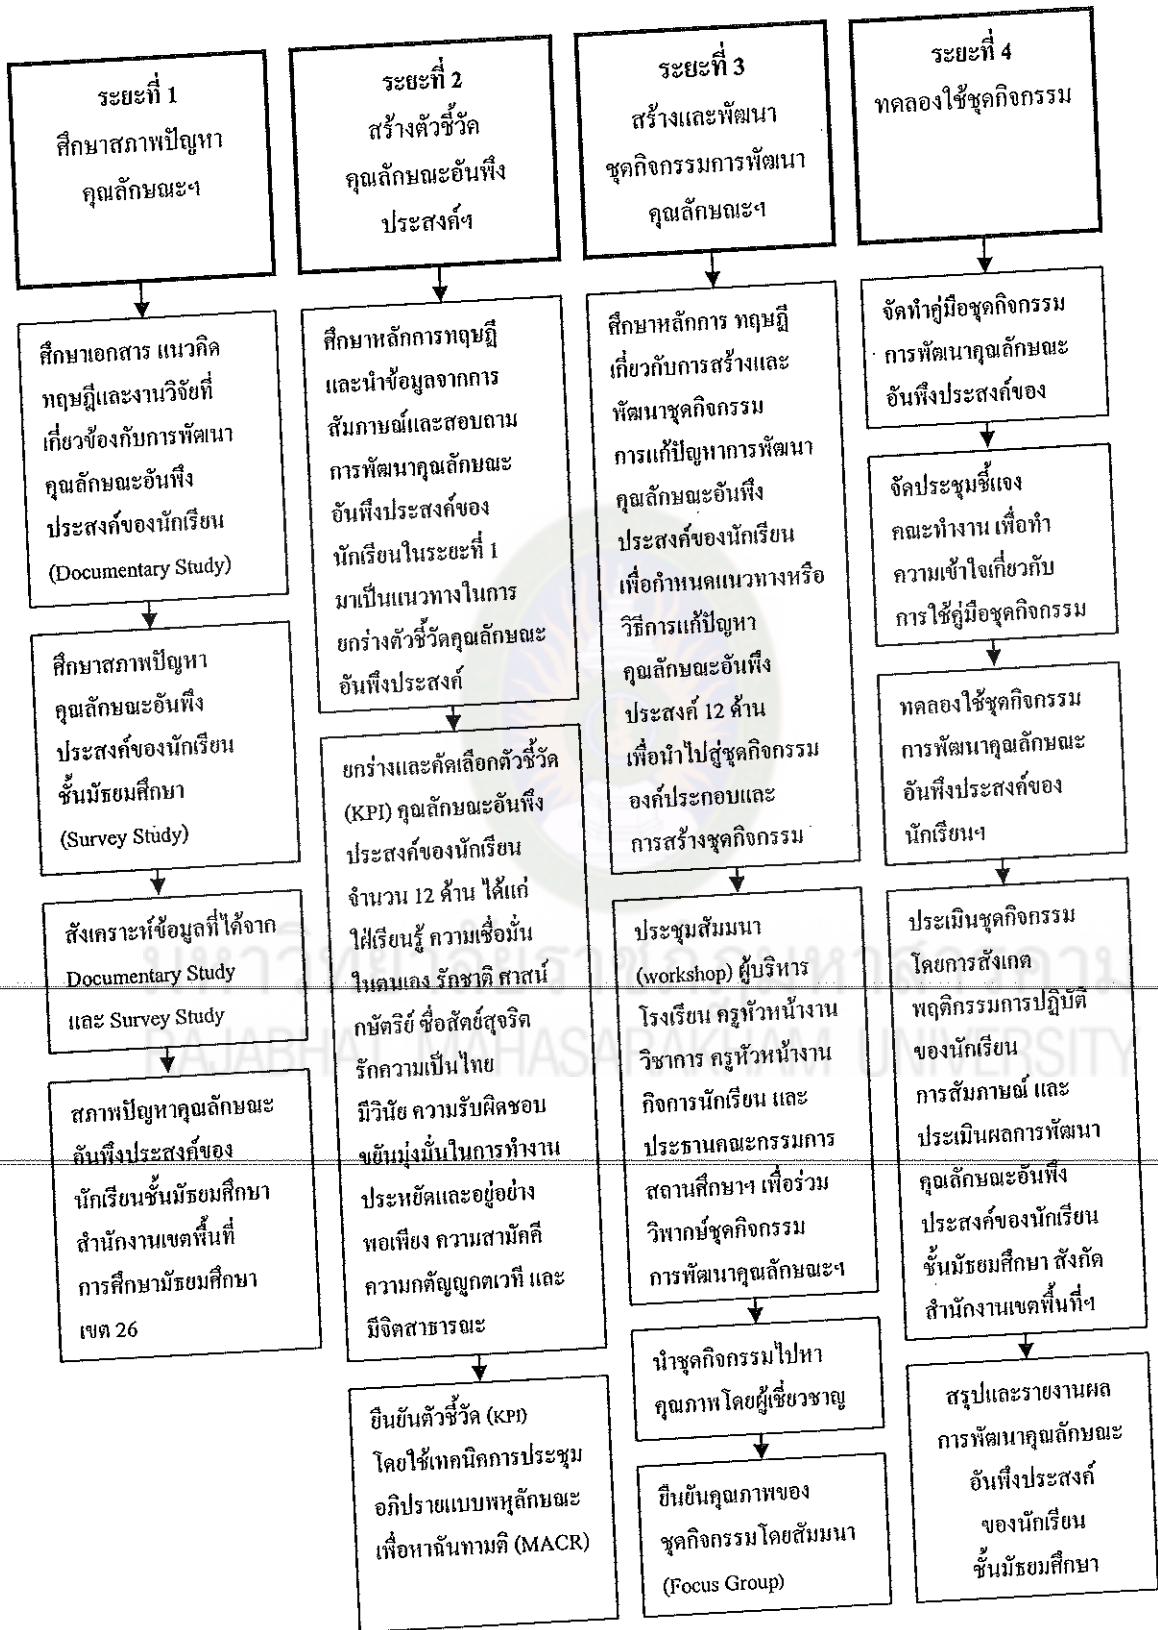 ระยะที่ 1
ศึกษาสภาพปัญหา
คุณลักษณะฯ
ศึกษาเอกสาร แนวคิด
ทฤษฎีและงานวิจัยที่
เกี่ยวข้องกับการพัฒนา
คุณลักษณะอันพึง
ประสงค์ของนักเรียน
(Documentary Study)
ศึกษาสภาพปัญหา
คุณลักษณะอันพึง
ประสงค์ของนักเรียน
ชั้นมัธยมศึกษา
(Survey Study)
สังเคราะห์ข้อมูลที่ได้จาก
Documentary Study
และ Survey Study
สภาพปัญหาคุณลักษณะ
อันพึงประสงค์ของ
นักเรียนชั้นมัธยมศึกษา
สำนักงานเขตพื้นที่
การศึกษามัธยมศึกษา
เขต 26
ระยะที่ 2
สร้างตัวชี้วัด
คุณลักษณะอันพึง
ประสงค์ฯ
ศึกษาหลักการทฤษฎี
และนำข้อมูลจากการ
สัมภาษณ์และสอบถาม
การพัฒนาคุณลักษณะ
อันพึงประสงค์ของ
นักเรียนในระยะที่ 1
มาเป็นแนวทางในการ
ยกร่างตัวชี้วัดคุณลักษณะ
อันพึงประสงค์
ยกร่างและคัดเลือกตัวชี้วัด
(KPI) คุณลักษณะอันพึง
ประสงค์ของนักเรียน
จำนวน 12 ด้าน ได้แก่
ใฝ่เรียนรู้ ความเชื่อมั่น
ในตนเอง รักชาติ ศาสน์
กษัตริย์ ซื่อสัตย์สุจริต
รักความเป็นไทย
มีวินัย ความรับผิดชอบ
ขยันมุ่งมั่นในการทำงาน
ประหยัดและอยู่อย่าง
พอเพียง ความสามัคคี
ความกตัญญูกตเวที และ
มีจิตสาธารณะ
ยืนยันตัวชี้วัด (KPI)
โดยใช้เทคนิคการประชุม
อภิปรายแบบพหุลักษณะ
เพื่อหาฉันทามติ (MACR)
ระยะที่ 3
สร้างและพัฒนา
ชุดกิจกรรมการพัฒนา
คุณลักษณะฯ
ศึกษาหลักการ ทฤษฎี
เกี่ยวกับการสร้างและ
พัฒนาชุดกิจกรรม
การแก้ปัญหาการพัฒนา
คุณลักษณะอันพึง
ประสงค์ของนักเรียน
เพื่อกำหนดแนวทางหรือ
วิธีการแก้ปัญหา
คุณลักษณะอันพึง
ประสงค์ 12 ด้าน
เพื่อนำไปสู่ชุดกิจกรรม
องค์ประกอบและ
การสร้างชุดกิจกรรม
ประชุมสัมมนา
(workshop) ผู้บริหาร
โรงเรียน ครูหัวหน้างาน
วิชาการ ครูหัวหน้างาน
กิจการนักเรียน และ
ประธานคณะกรรมการ
สถานศึกษาฯ เพื่อร่วม
วิพากษ์ชุดกิจกรรม
การพัฒนาคุณลักษณะฯ
นำชุดกิจกรรมไปหา
คุณภาพโดยผู้เชี่ยวชาญ
ยืนยันคุณภาพของ
ชุดกิจกรรมโดยสัมมนา
(Focus Group)
ระยะที่ 4
ทดลองใช้ชุดกิจกรรม
จัดทำคู่มือชุดกิจกรรม
การพัฒนาคุณลักษณะ
อันพึงประสงค์ของ
จัดประชุมชี้แจง
คณะทำงาน เพื่อทำ
ความเข้าใจเกี่ยวกับ
การใช้คู่มือชุดกิจกรรม
ทดลองใช้ชุดกิจกรรม
การพัฒนาคุณลักษณะ
อันพึงประสงค์ของ
นักเรียนฯ
ประเมินชุดกิจกรรม
โดยการสังเกต
พฤติกรรมการปฏิบัติ
ของนักเรียน
การสัมภาษณ์ และ
ประเมินผลการพัฒนา
คุณลักษณะอันพึง
ประสงค์ของนักเรียน
ชั้นมัธยมศึกษา สังกัด
สำนักงานเขตพื้นที่ฯ
สรุปและรายงานผล
การพัฒนาคุณลักษณะ
อันพึงประสงค์
ของนักเรียน
ชั้นมัธยมศึกษา
มหาวิทยาลัยราชภัฏมหาสารคาม
RAJABHAT MAHASARAKHAM UNIVERSITY